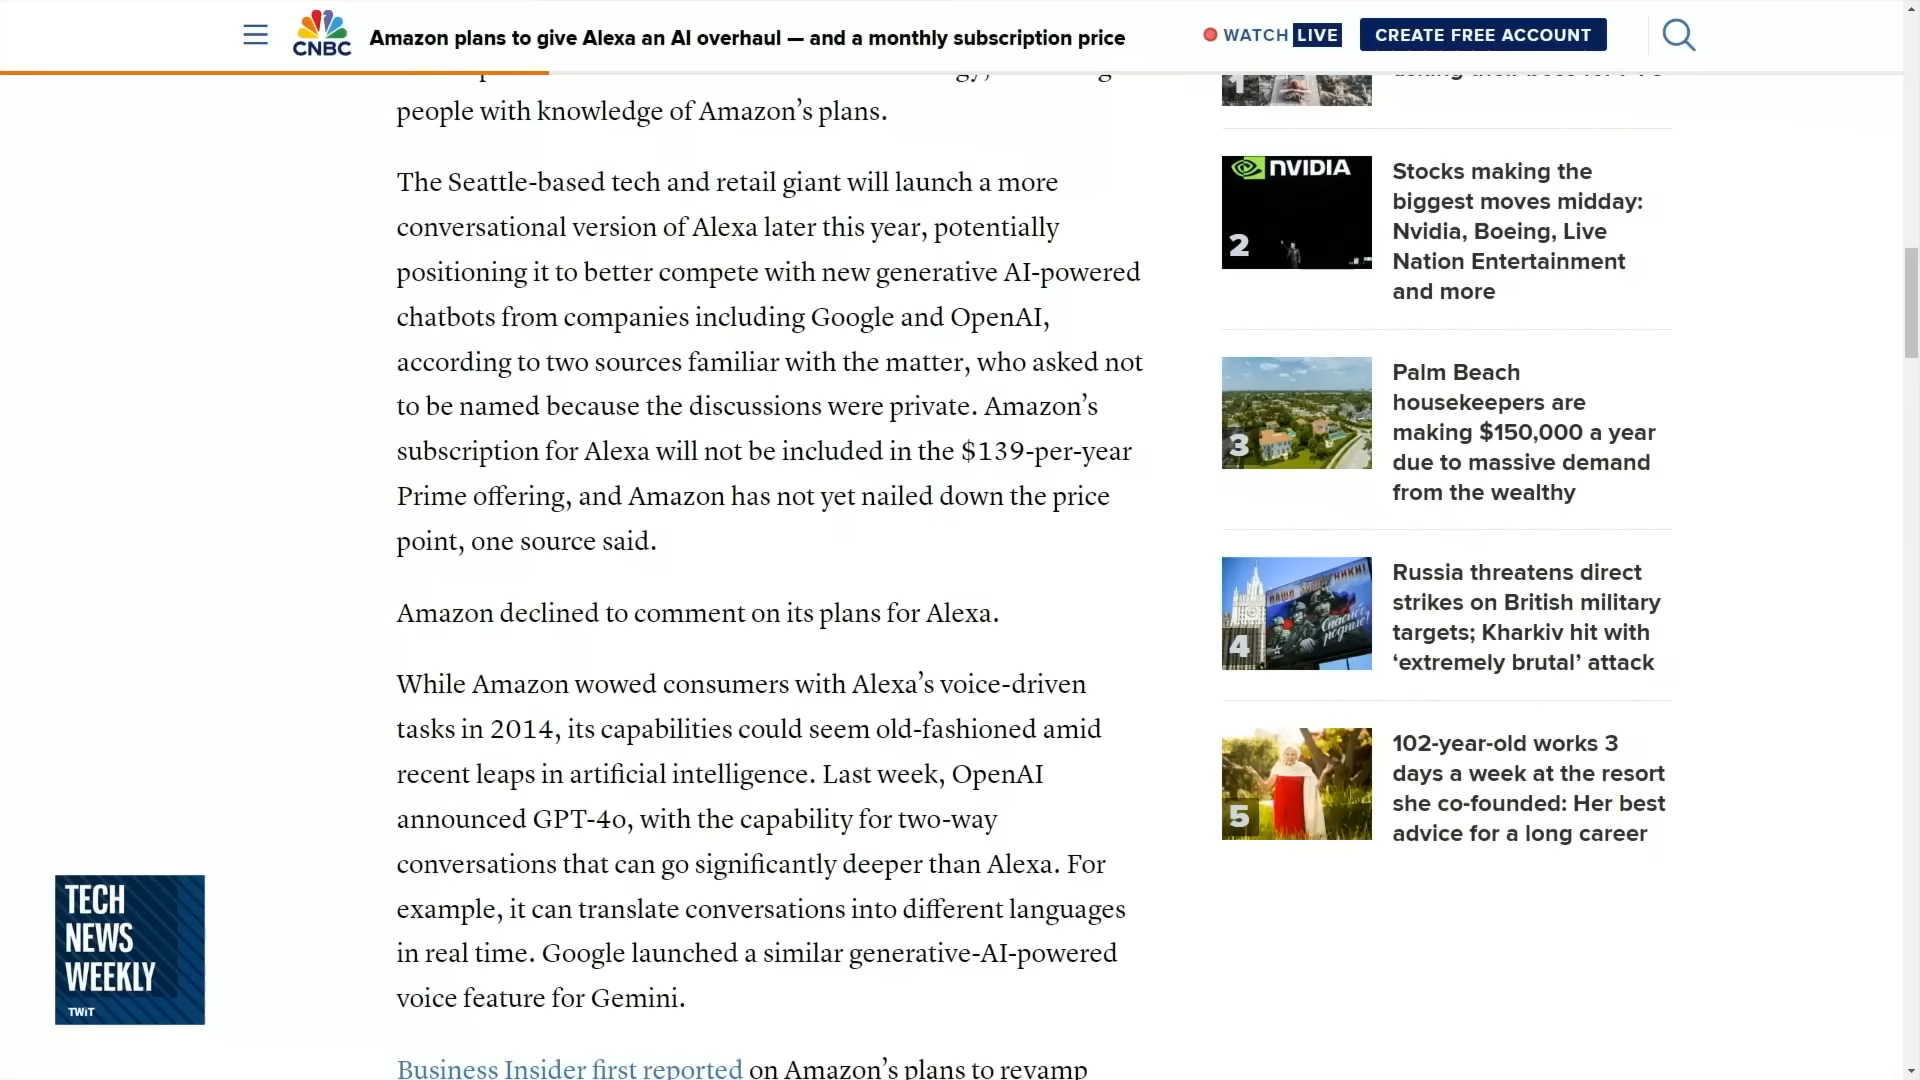 CNBC
Amazon plans to give Alexa an AI overhaul — and a monthly subscription price
WATCH LIVE
CREATE FREE ACCOUNT
people with knowledge of Amazon’s plans.
The Seattle-based tech and retail giant will launch a more
conversational version of Alexa later this year, potentially
positioning it to better compete with new generative AI-powered
chatbots from companies including Google and OpenAI,
according to two sources familiar with the matter, who asked not
to be named because the discussions were private. Amazon’s
subscription for Alexa will not be included in the $139-per-year
Prime offering, and Amazon has not yet nailed down the price
point, one source said.
Amazon declined to comment on its plans for Alexa.
While Amazon wowed consumers with Alexa’s voice-driven
tasks in 2014, its capabilities could seem old-fashioned amid
recent leaps in artificial intelligence. Last week, OpenAI
announced GPT-4o, with the capability for two-way
conversations that can go significantly deeper than Alexa. For
example, it can translate conversations into different languages
in real time. Google launched a similar generative-AI-powered
voice feature for Gemini.
Business Insider first reported on Amazon’s plans to revamp
1
NVIDIA
2
Stocks making the
biggest moves midday:
Nvidia, Boeing, Live
Nation Entertainment
and more
3
Palm Beach
housekeepers are
making $150,000 a year
due to massive demand
from the wealthy
Спасибо,
родные!
4
Russia threatens direct
strikes on British military
targets; Kharkiv hit with
‘extremely brutal’ attack
5
102-year-old works 3
days a week at the resort
she co-founded: Her best
advice for a long career
TECH
NEWS
WEEKLY
TWiT